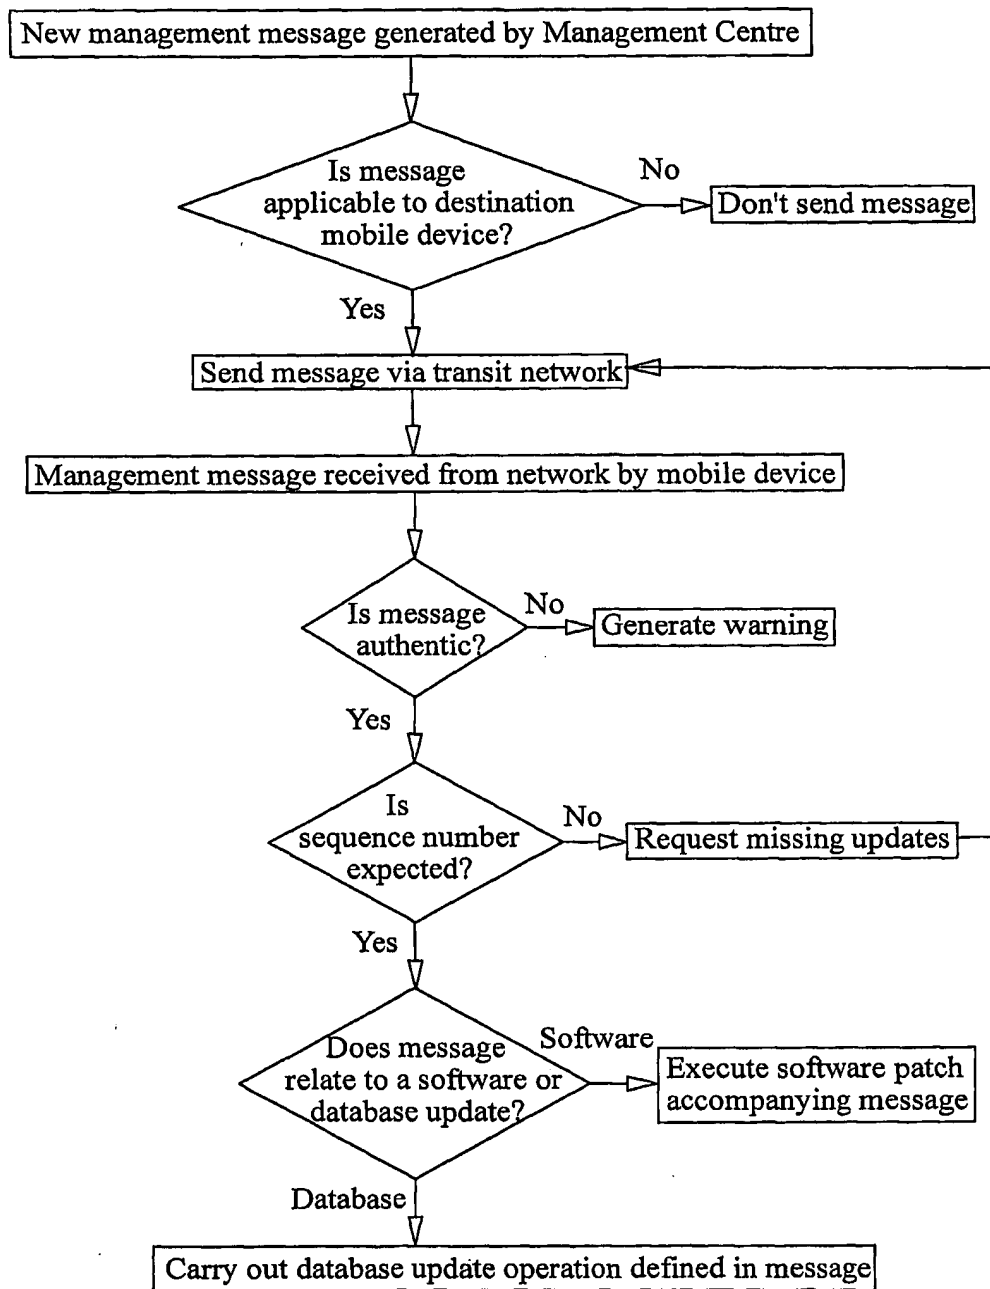 New management message generated by Management Centre
Is message
applicable to destination
mobile device?
No
Don't send message
Yes
Send message via transit network
Management message received from network by mobile device
Is message
authentic?
No
Generate warning
Yes
Is
sequence number
expected?
No
Request missing updates
Yes
Does message
relate to a software or
database update?
Software
Execute software patch
accompanying message
Database
Carry out database update operation defined in message